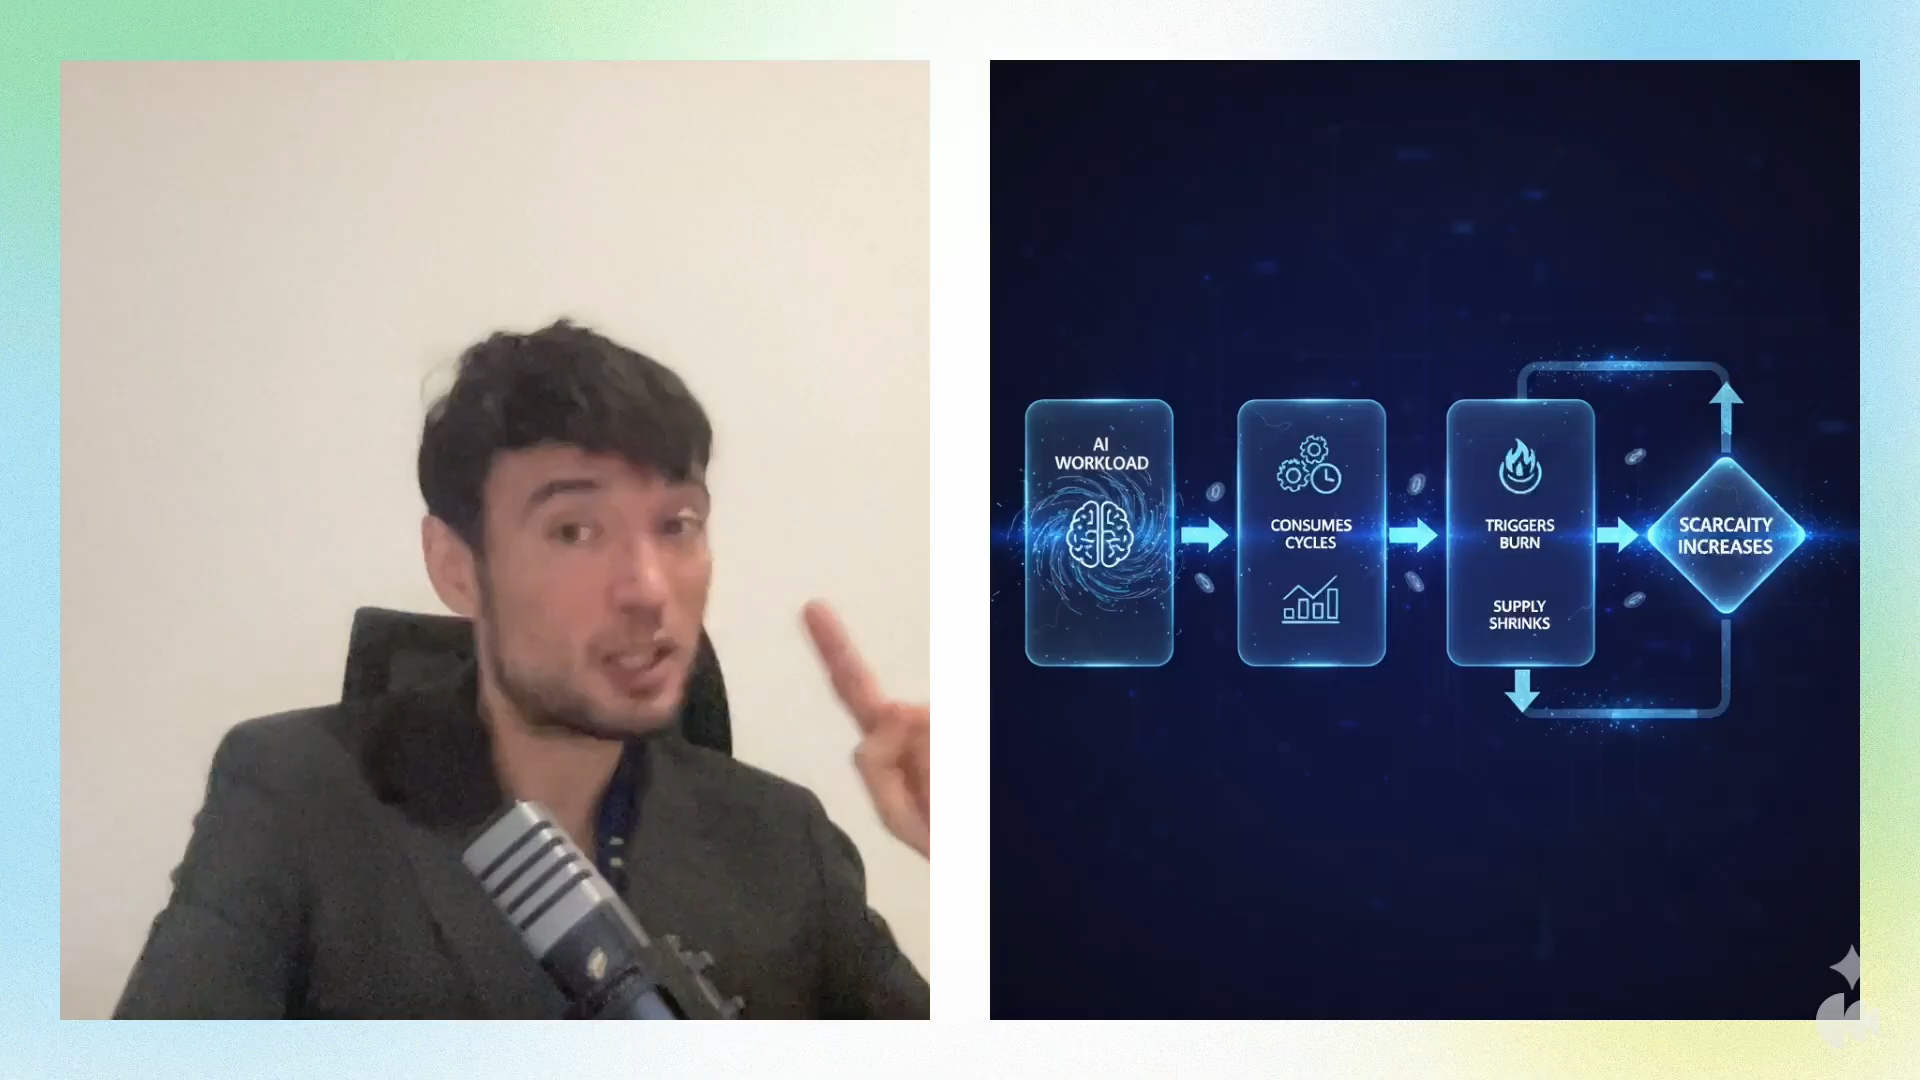 AI
WORKLOAD
CONSUMES
CYCLES
TRIGGERS
BURN
SUPPLY
SHRINKS
SCARCAITY
INCREASES